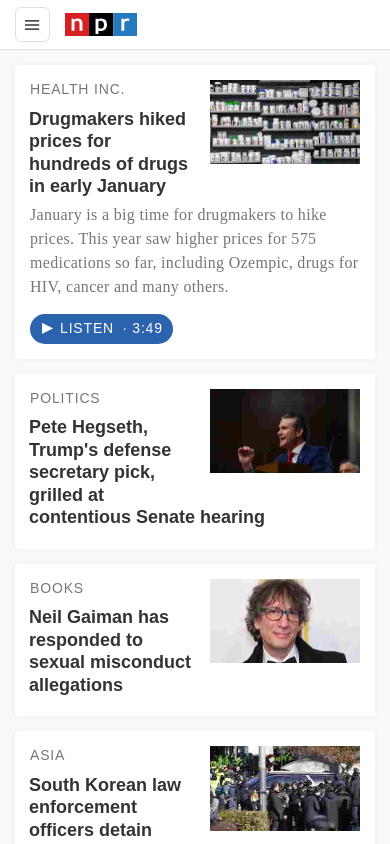 npr
HEALTH INC.
Drugmakers hiked
prices for
hundreds of drugs
in early January
January is a big time for drugmakers to hike
prices. This year saw higher prices for 575
medications so far, including Ozempic, drugs for
HIV, cancer and many others.
LISTEN · 3:49
POLITICS
Pete Hegseth,
Trump's defense
secretary pick,
grilled at
contentious Senate hearing
BOOKS
Neil Gaiman has
responded to
sexual misconduct
allegations
ASIA
South Korean law
enforcement
officers detain